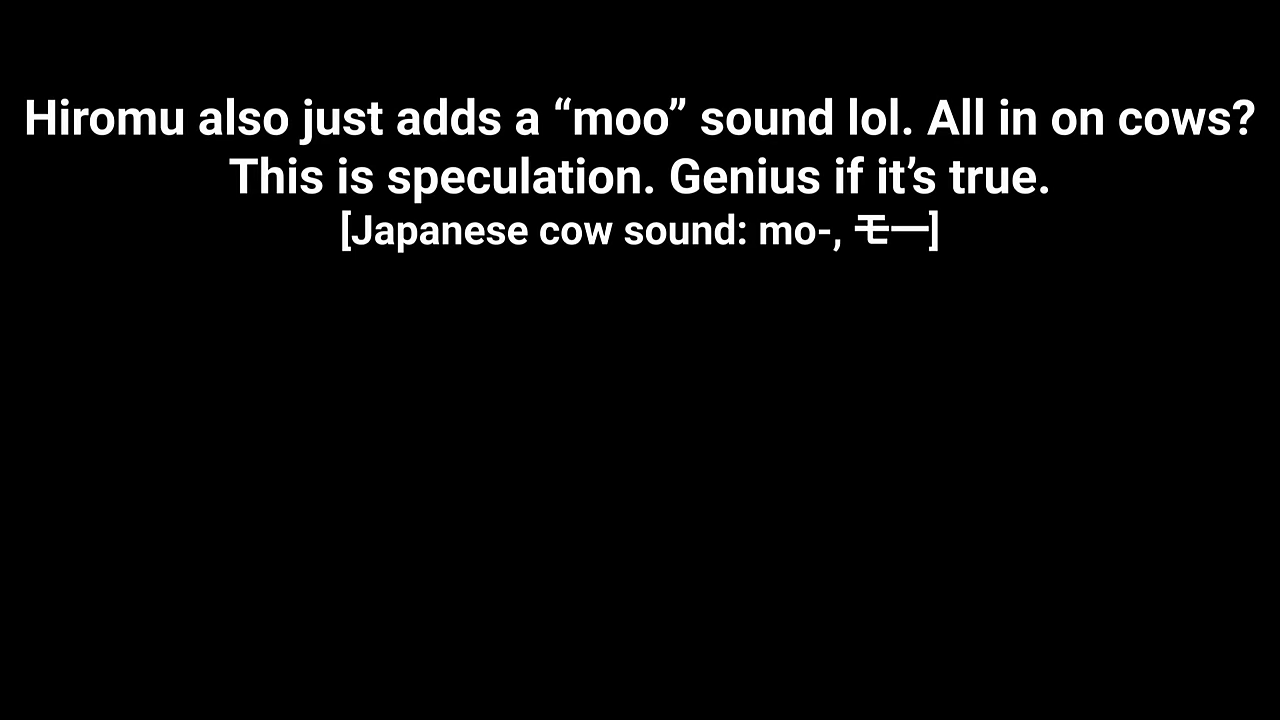 Hiromu also just adds a “moo” sound lol. All in on cows?
This is speculation. Genius if it’s true.
[Japanese cow sound: mo-, モー]